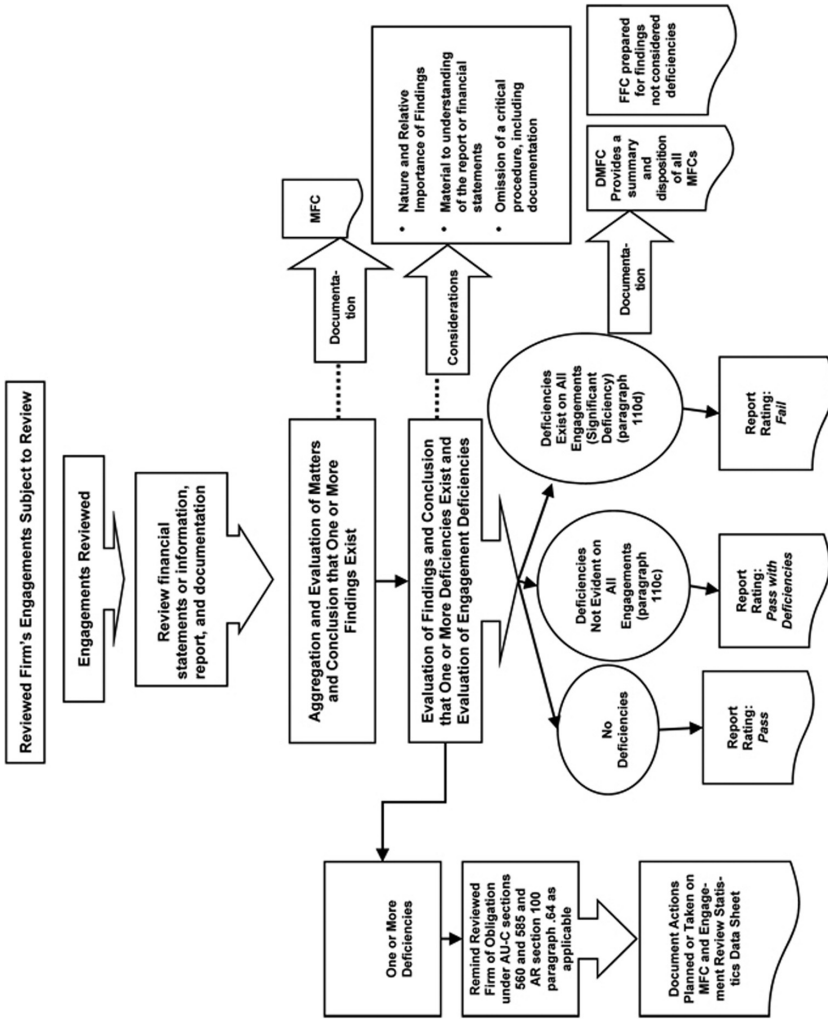 Reviewed Firm's Engagements Subject to Review
Engagements Reviewed
Review financial
statements or information,
report, and documentation
Aggregation and Evaluation of Matters
and Conclusion that One or More
Findings Exist
Documenta-
tion
MFC
Evaluation of Findings and Conclusion
that One or More Deficiencies Exist and
Evaluation of Engagement Deficiencies
Considerations
• Nature and Relative
Importance of Findings
• Material to understanding
of the report or financial
statements
• Omission of a critical
procedure, including
documentation
One or More
Deficiencies
Remind Reviewed
Firm of Obligation
under AU-C sections
560 and 585 and
AR section 100
paragraph .64 as
applicable
Document Actions
Planned or Taken on
MFC and Engage-
ment Review Statis-
tics Data Sheet
No
Deficiencies
Deficiencies
Not Evident on
All
Engagements
(paragraph
110c)
Deficiencies
Exist on All
Engagements
(Significant
Deficiency)
(paragraph
110d)
Documenta-
tion
DMFC
Provides a
summary
and
disposition
of all
MFCs
FFC prepared
for findings
not considered
deficiencies
Report
Rating:
Pass
Report
Rating:
Pass with
Deficiencies
Report
Rating:
Fail